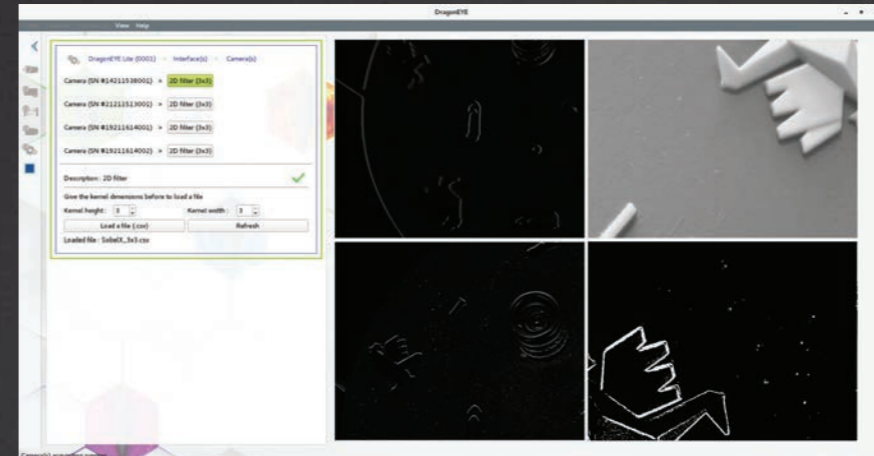 DragonEYE
View Help
DragonEYE Lite (0001) Interface(s) Camera(s)
Camera (SN #14211538001) > 2D filter (3x3)
Camera (SN #21211513001) > 2D filter (3x3)
Camera (SN #19211614001) > 2D filter (3x3)
Camera (SN #19211614002) > 2D filter (3x3)
Description: 2D filter
Give the kernel dimensions before to load a file
Kernel height: 3 Kernel width: 3
Load a file (.csv) Refresh
Loaded file : SobelX_3x3.csv